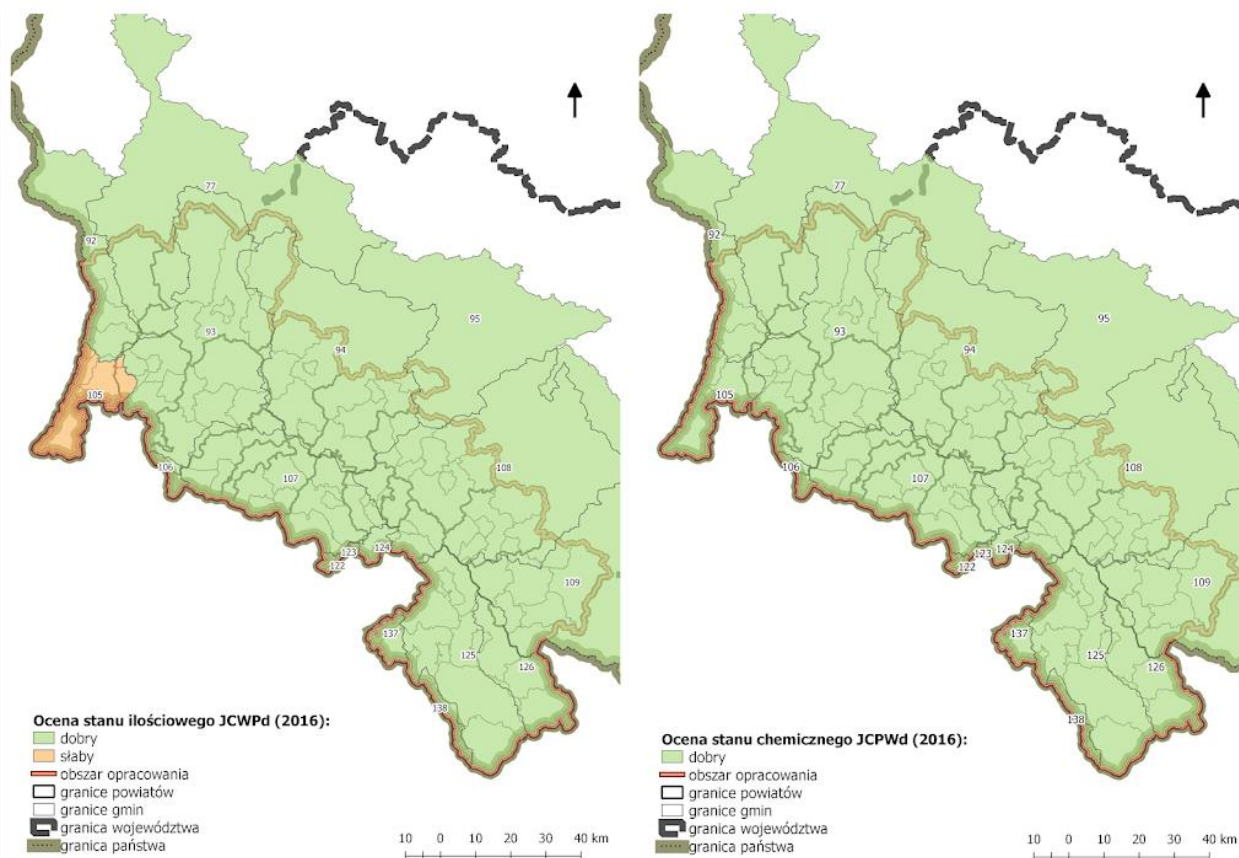 77
92
95
93
94
105
108
106
107
123
124
122
109
137
125
126
138
Ocena stanu ilościowego JCWPd (2016):
dobry
słaby
obszar opracowania
granice powiatów
granice gmin
granica województwa
granica państwa
10 0 10 20 30 40 km
77
92
95
93
94
105
108
106
107
123
124
122
109
137
125
126
138
Ocena stanu chemicznego JCPWd (2016):
dobry
obszar opracowania
granice powiatów
granice gmin
granica województwa
granica państwa
10 0 10 20 30 40 km